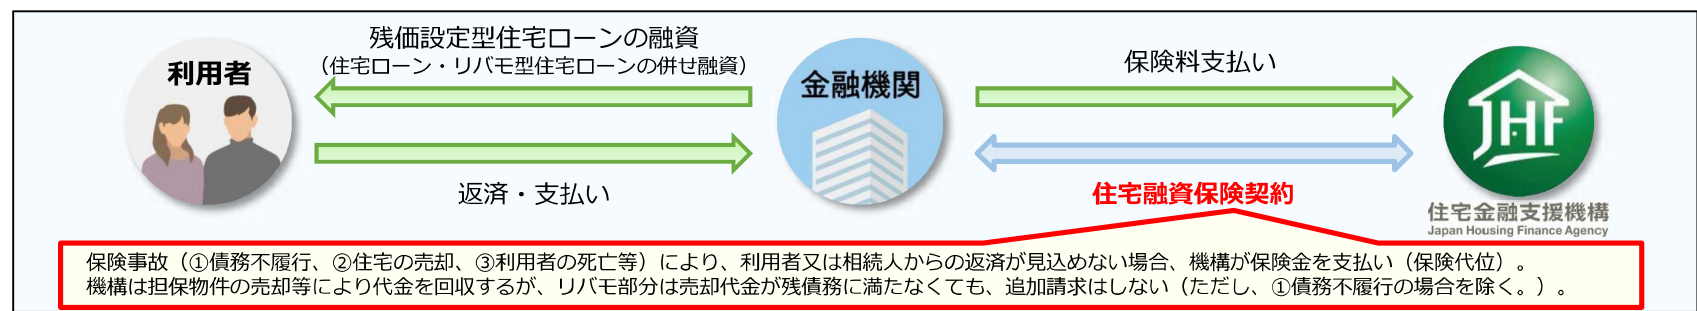 残価設定型住宅ローンの融資
（住宅ローン・リバモ型住宅ローンの併せ融資）
利用者
金融機関
保険料支払い
JHF
返済・支払い
住宅融資保険契約
住宅金融支援機構
Japan Housing Finance Agency
保険事故（①債務不履行、②住宅の売却、③利用者の死亡等）により、利用者又は相続人からの返済が見込めない場合、機構が保険金を支払い（保険代位）。
機構は担保物件の売却等により代金を回収するが、リバモ部分は売却代金が残債務に満たなくても、追加請求はしない（ただし、①債務不履行の場合を除く。）。